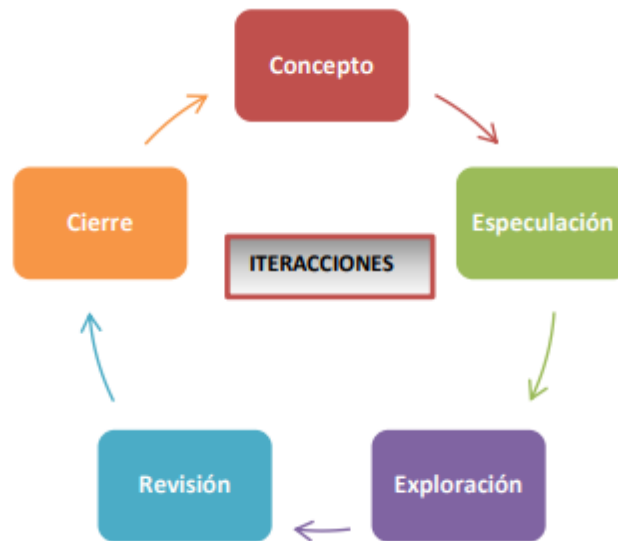 Concepto
Especulación
Exploración
Revisión
Cierre
ITERACCIONES